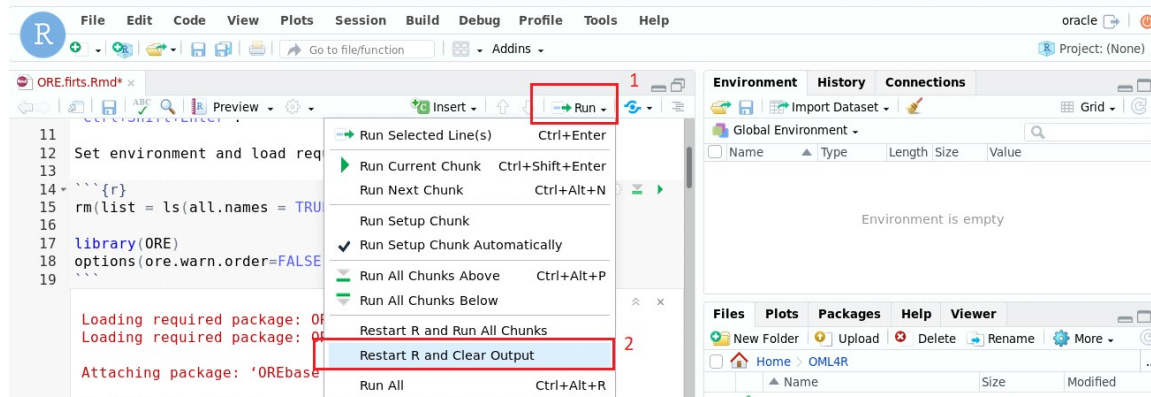 R
File Edit Code View Plots Session Build Debug Profile Tools Help
oracle
Go to file/function
Addins
R Project: (None)
ORE.firts.Rmd*
1
ABC
Preview
Insert
Run
"Ctrl+Shift+Enter".
11
12 Set environment and load req
13
14 ```{r}
15 rm(list = ls(all.names = TRU
16
17 library(ORE)
18 options(ore.warn.order=FALSE
19 ```
Loading required package: OR
Loading required package:
Attaching package: ‘OREbase
Run Selected Line(s) Ctrl+Enter
Run Current Chunk Ctrl+Shift+Enter
Run Next Chunk Ctrl+Alt+N
Run Setup Chunk
Run Setup Chunk Automatically
Run All Chunks Above Ctrl+Alt+P
Run All Chunks Below
Restart R and Run All Chunks
Restart R and Clear Output
2
Run All Ctrl+Alt+R
Environment History Connections
Import Dataset
Grid
Global Environment
Name Type Length Size Value
Environment is empty
Files Plots Packages Help Viewer
New Folder Upload Delete Rename More
Home OML4R
Name Size Modified